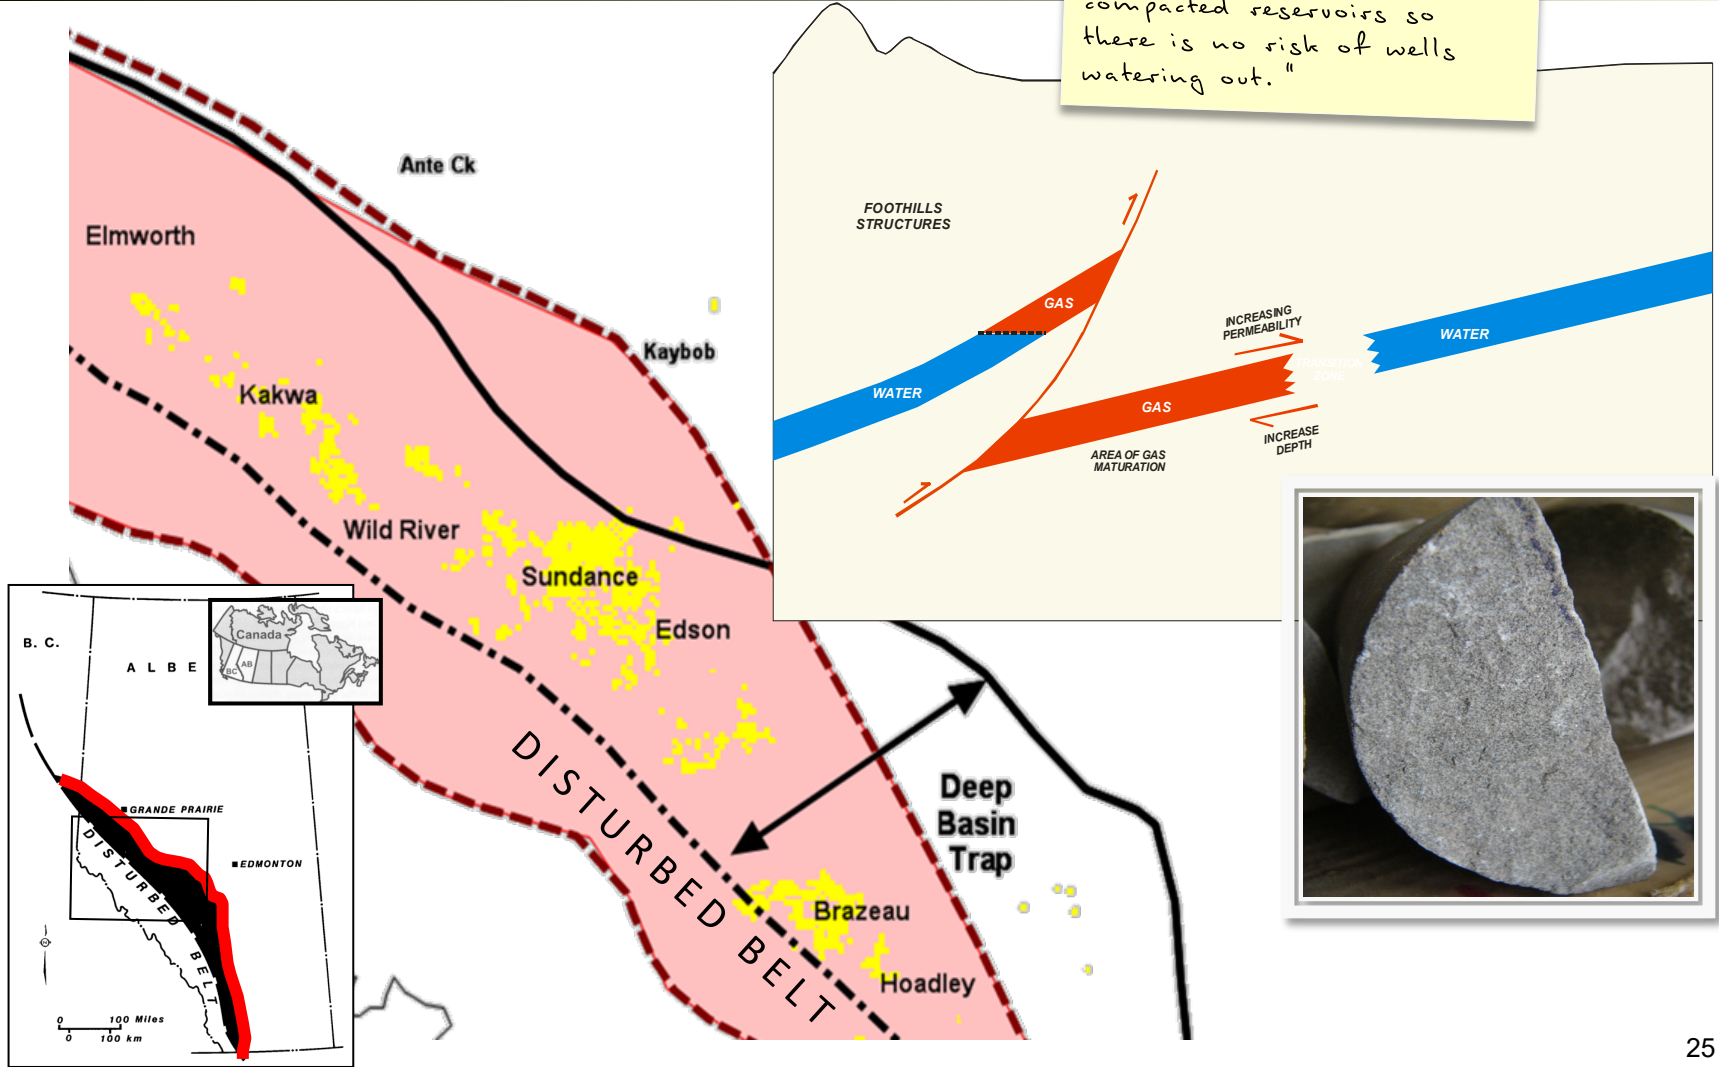 compacted reservoirs so
there is no risk of wells
watering out."
Ante Ck
Elmworth
Kaybob
Kakwa
Wild River
Sundance
Edson
Deep
Basin
Trap
DISTURBED BELT
Brazeau
Hoadley
FOOTHILLS
STRUCTURES
GAS
WATER
INCREASING
PERMEABILITY
TRANSITION
ZONE
WATER
GAS
INCREASE
DEPTH
AREA OF GAS
MATURATION
B. C.
A L B E
Canada
BC
AB
GRANDE PRAIRIE
EDMONTON
DISTURBED BELT
0 100 Miles
0 100 km
25